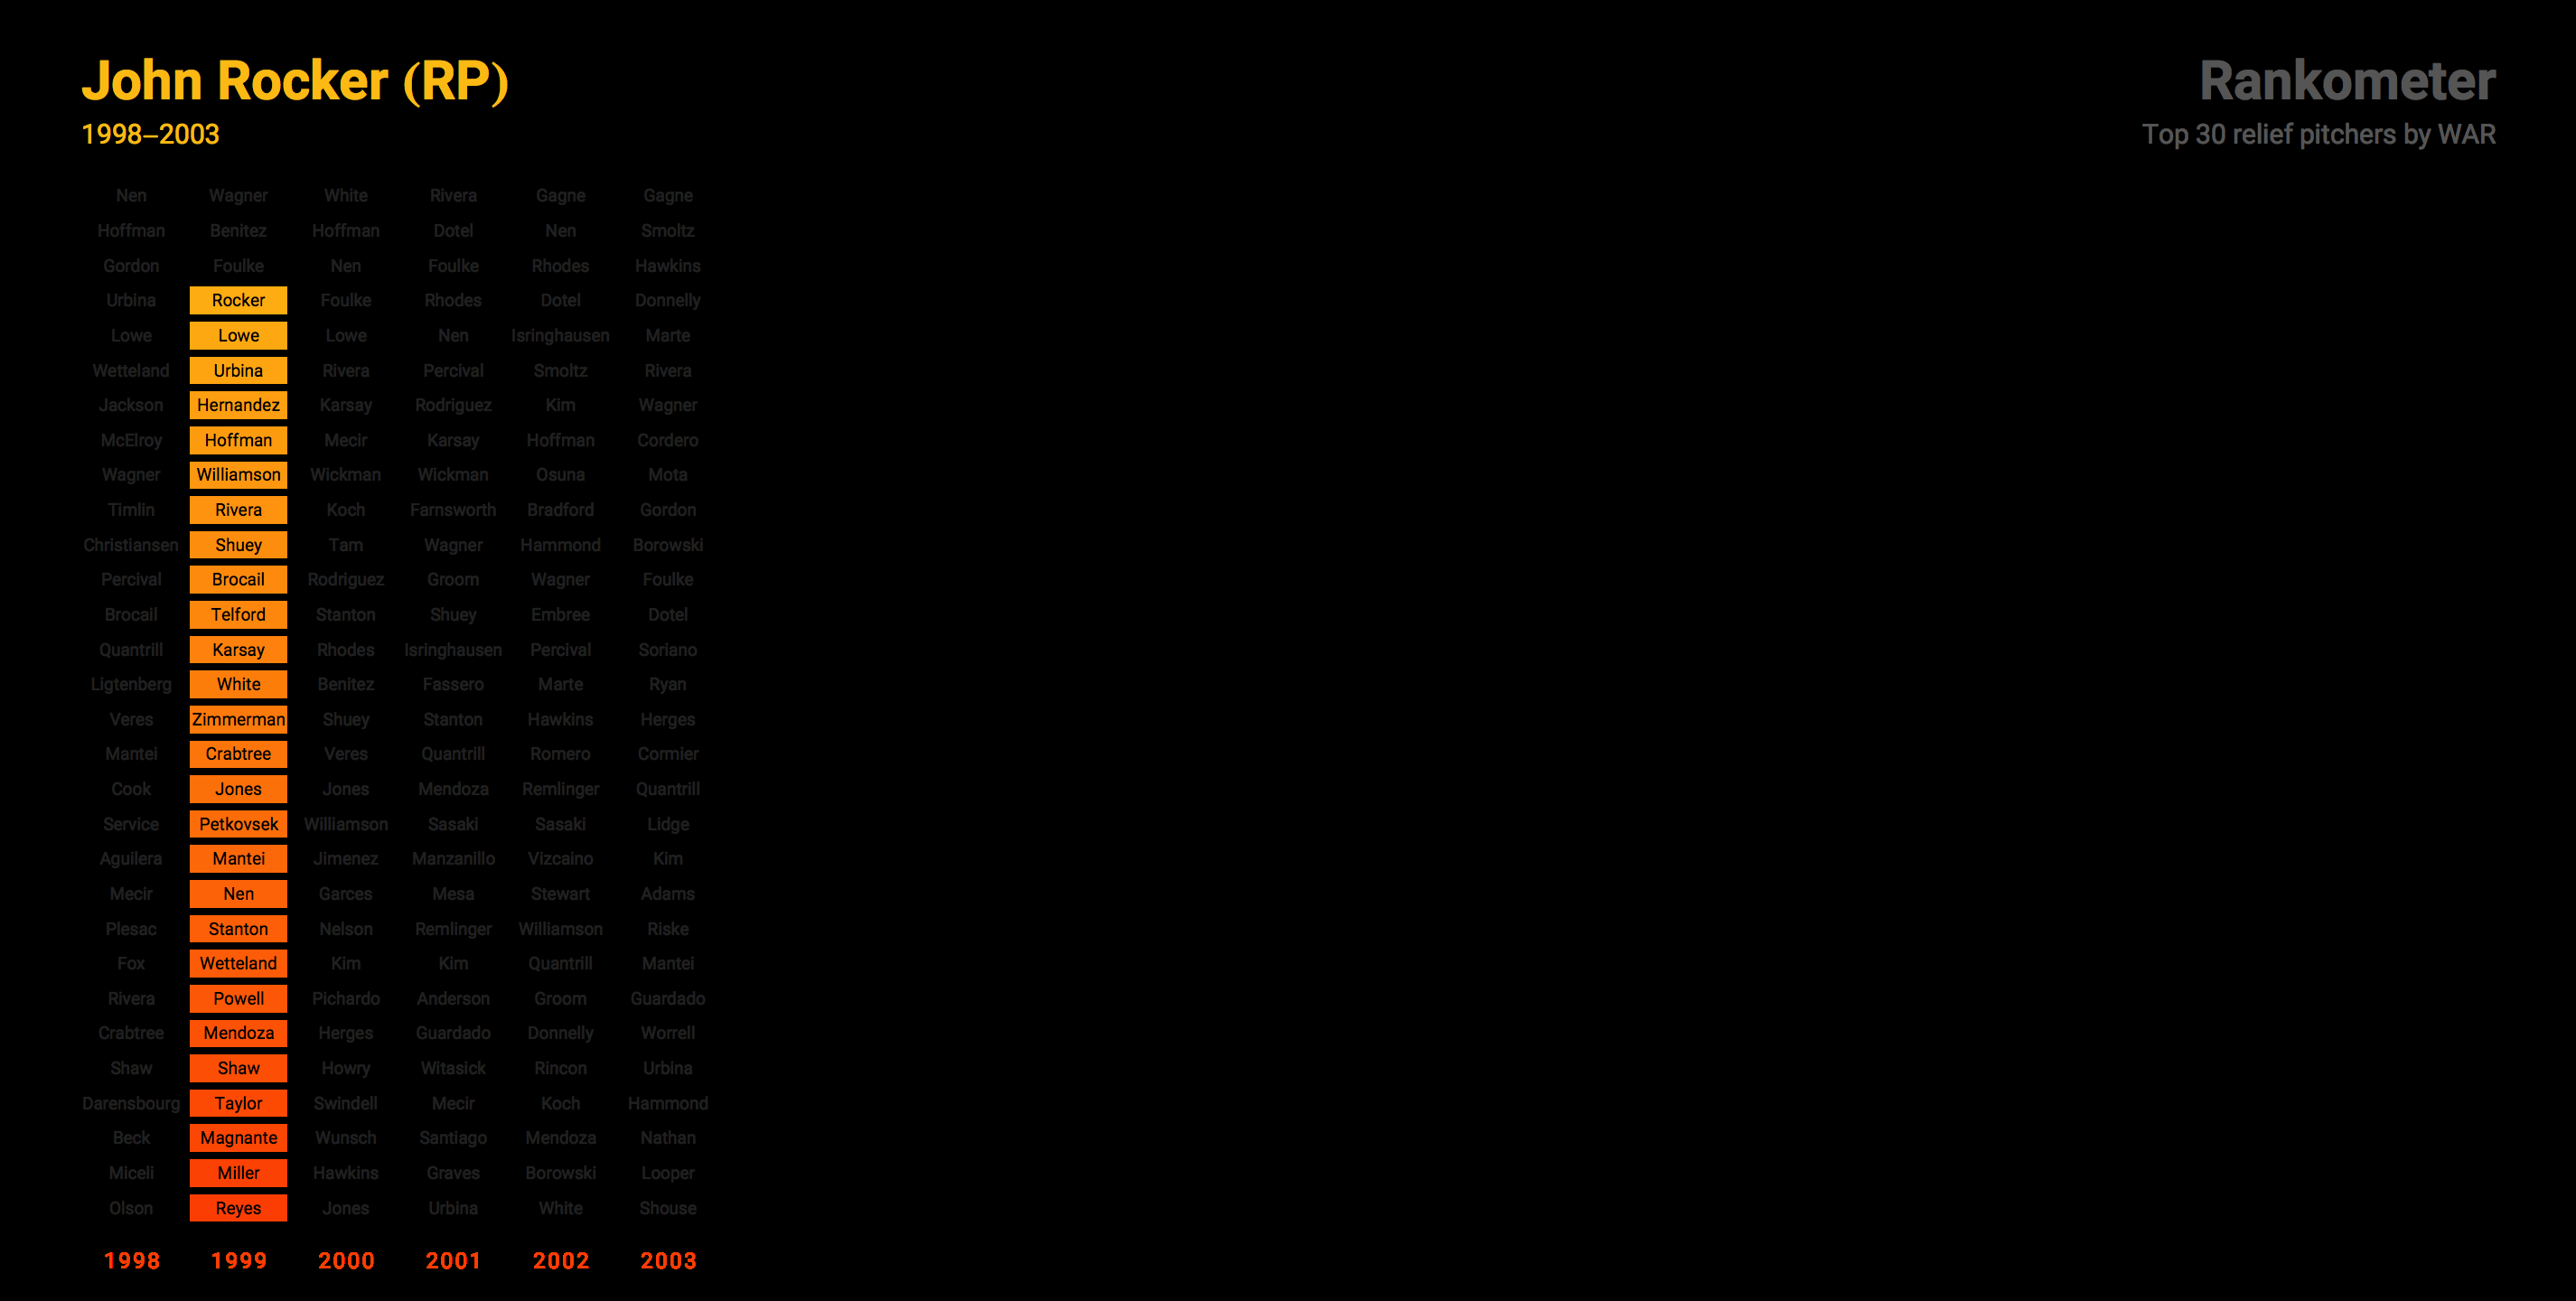 John Rocker (RP)
1998–2003
Rankometer
Top 30 relief pitchers by WAR
Nen Wagner White Rivera Gagne Gagne
Hoffman Benitez Hoffman Dotel Nen Smoltz
Gordon Foulke Nen Foulke Rhodes Hawkins
Urbina Rocker Foulke Rhodes Dotel Donnelly
Lowe Lowe Lowe Nen Isringhausen Marte
Wetteland Urbina Rivera Percival Smoltz Rivera
Jackson Hernandez Karsay Rodriguez Kim Wagner
McElroy Hoffman Mecir Karsay Hoffman Cordero
Wagner Williamson Wickman Wickman Osuna Mota
Timlin Rivera Koch Farnsworth Bradford Gordon
Christiansen Shuey Tam Wagner Hammond Borowski
Percival Brocail Rodriguez Groom Wagner Foulke
Brocail Telford Stanton Shuey Embree Dotel
Quantrill Karsay Rhodes Isringhausen Percival Soriano
Ligtenberg White Benitez Fassero Marte Ryan
Veres Zimmerman Shuey Stanton Hawkins Herges
Mantei Crabtree Veres Quantrill Romero Cormier
Cook Jones Jones Mendoza Remlinger Quantrill
Service Petkovsek Williamson Sasaki Sasaki Lidge
Aguilera Mantei Jimenez Manzanillo Vizcaino Kim
Mecir Nen Garces Mesa Stewart Adams
Plesac Stanton Nelson Remlinger Williamson Riske
Fox Wetteland Kim Kim Quantrill Mantei
Rivera Powell Pichardo Anderson Groom Guardado
Crabtree Mendoza Herges Guardado Donnelly Worrell
Shaw Shaw Howry Witasick Rincon Urbina
Darensbourg Taylor Swindell Mecir Koch Hammond
Beck Magnante Wunsch Santiago Mendoza Nathan
Miceli Miller Hawkins Graves Borowski Looper
Olson Reyes Jones Urbina White Shouse
1998 1999 2000 2001 2002 2003